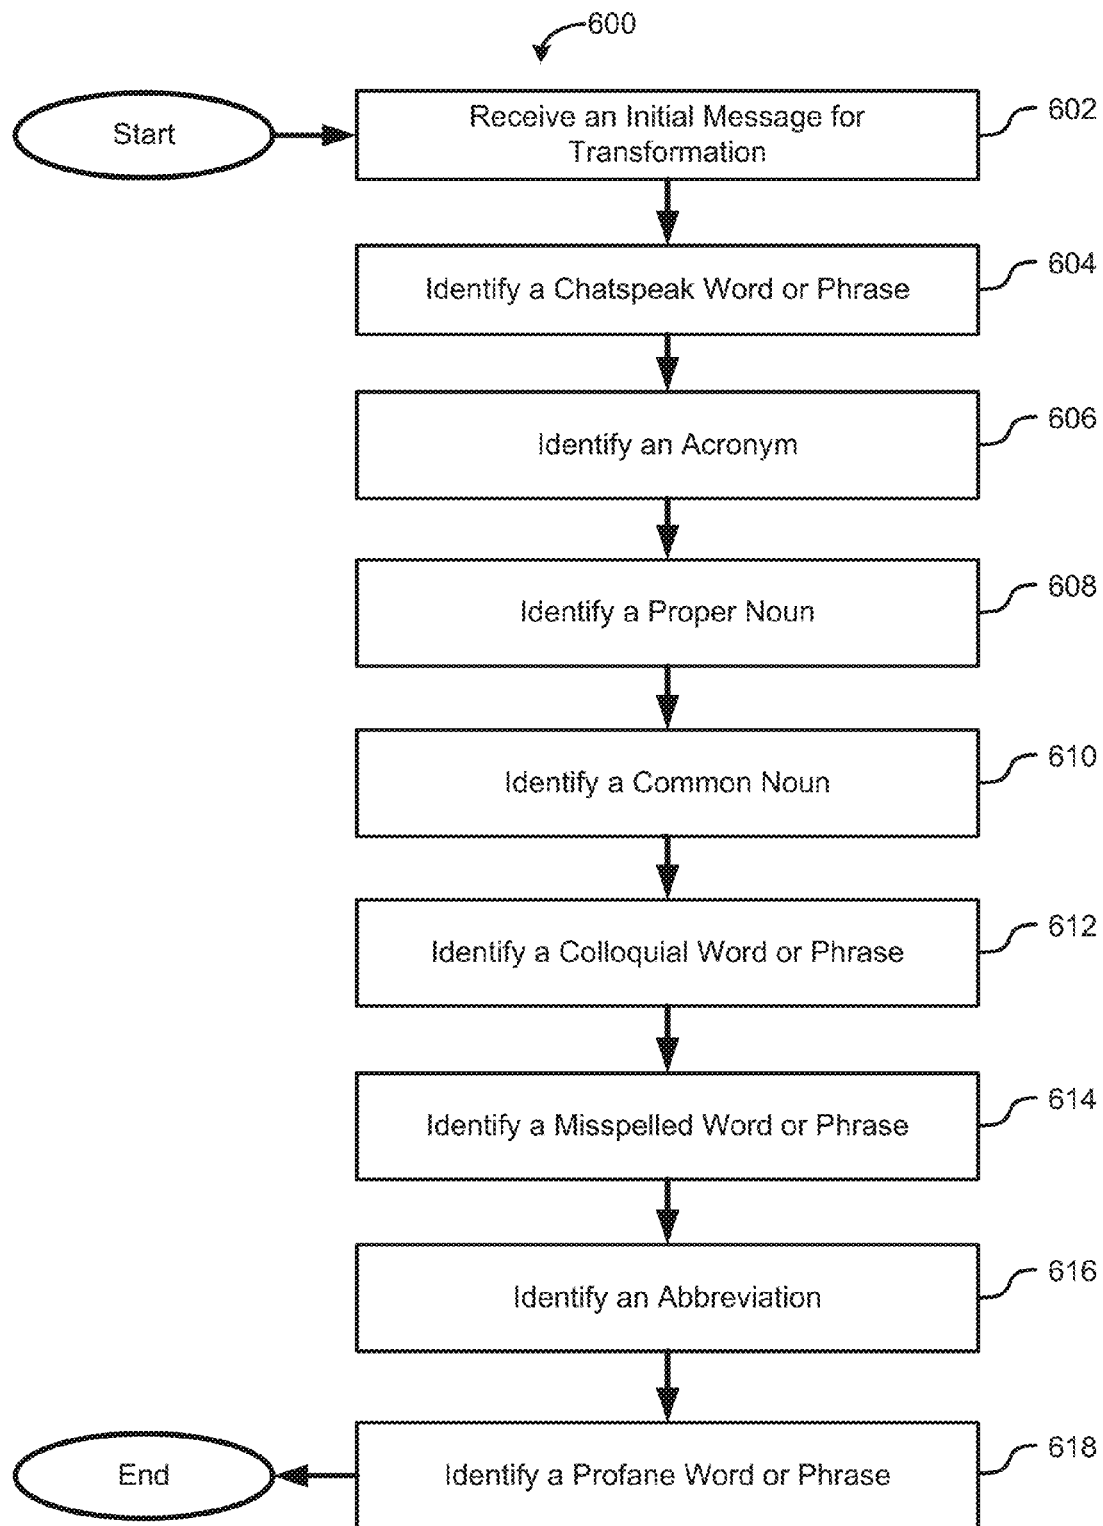 600
Start
Receive an Initial Message for
Transformation
602
Identify a Chatspeak Word or Phrase
604
Identify an Acronym
606
Identify a Proper Noun
608
Identify a Common Noun
610
Identify a Colloquial Word or Phrase
612
Identify a Misspelled Word or Phrase
614
Identify an Abbreviation
616
Identify a Profane Word or Phrase
618
End